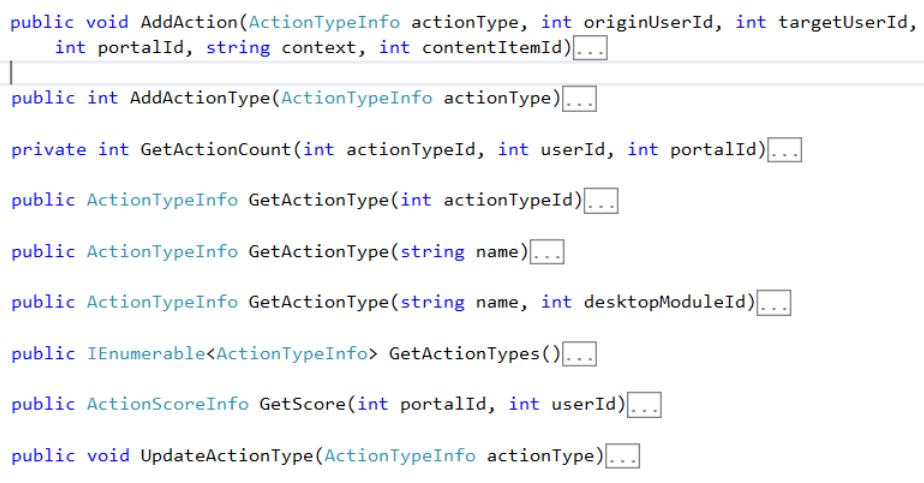 public void AddAction(ActionTypeInfo actionType, int originUserId, int targetUserId,
int portalId, string context, int contentItemId)...
public int AddActionType(ActionTypeInfo actionType)...
private int GetActionCount(int actionTypeId, int userId, int portalId)...
public ActionTypeInfo GetActionType(int actionTypeId)...
public ActionTypeInfo GetActionType(string name)...
public ActionTypeInfo GetActionType(string name, int desktopModuleId)...
public IEnumerable<ActionTypeInfo> GetActionTypes()...
public ActionScoreInfo GetScore(int portalId, int userId)...
public void UpdateActionType(ActionTypeInfo actionType)...